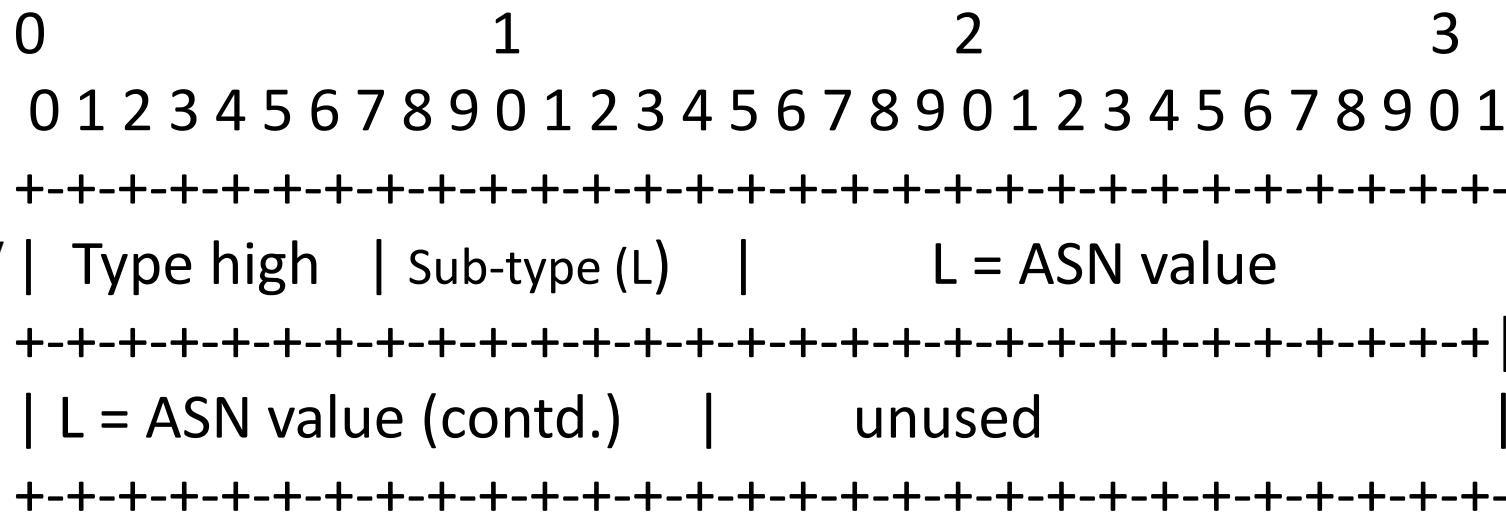 0 1 2 3
0 1 2 3 4 5 6 7 8 9 0 1 2 3 4 5 6 7 8 9 0 1 2 3 4 5 6 7 8 9 0 1
+-+-+-+-+-+-+-+-+-+-+-+-+-+-+-+-+-+-+-+-+-+-+-+-+-+-+-+-+-
| Type high | Sub-type (L) | L = ASN value
+-+-+-+-+-+-+-+-+-+-+-+-+-+-+-+-+-+-+-+-+-+-+-+-+-+-+-+-+ |
| L = ASN value (contd.) | unused |
+-+-+-+-+-+-+-+-+-+-+-+-+-+-+-+-+-+-+-+-+-+-+-+-+-+-+-+-+-